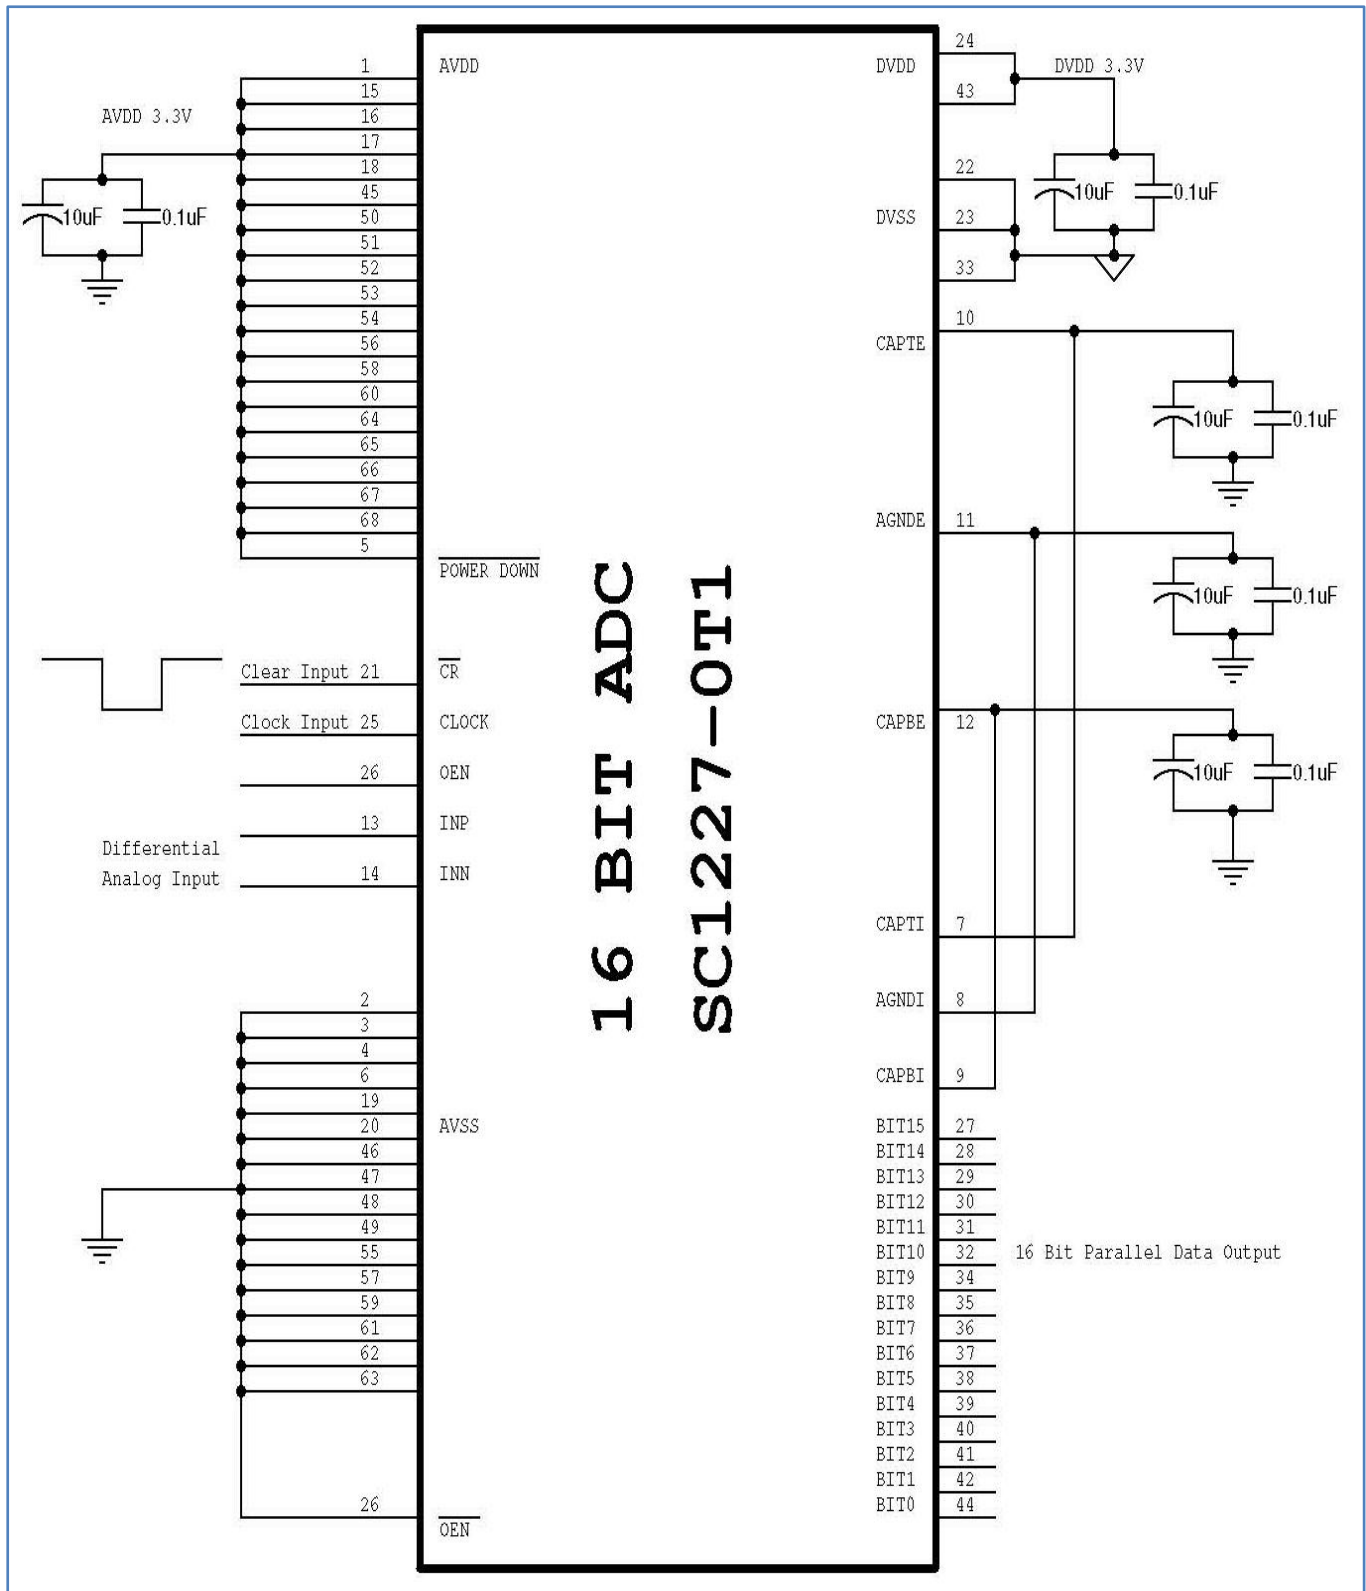 1 AVDD
15
AVDD 3.3V
16
17
18
45
10uF 0.1uF
50
51
52
53
54
56
58
60
64
65
66
67
68
5
POWER DOWN
Clear Input 21 CR
Clock Input 25 CLOCK
26 OEN
13 INP
Differential
Analog Input
14 INN
2
3
4
6
19
20 AVSS
46
47
48
49
55
57
59
61
62
63
26
OEN
16 BIT ADC
SC1227-0T1
24
DVDD DVDD 3.3V
43
22
10uF 0.1uF
DVSS 23
33
10
CAPTE
10uF 0.1uF
AGNDE 11
10uF 0.1uF
CAPBE 12
10uF 0.1uF
CAPTI 7
AGNDI 8
CAPBI 9
BIT15 27
BIT14 28
BIT13 29
BIT12 30
BIT11 31
BIT10 32 16 Bit Parallel Data Output
BIT9 34
BIT8 35
BIT7 36
BIT6 37
BIT5 38
BIT4 39
BIT3 40
BIT2 41
BIT1 42
BIT0 44